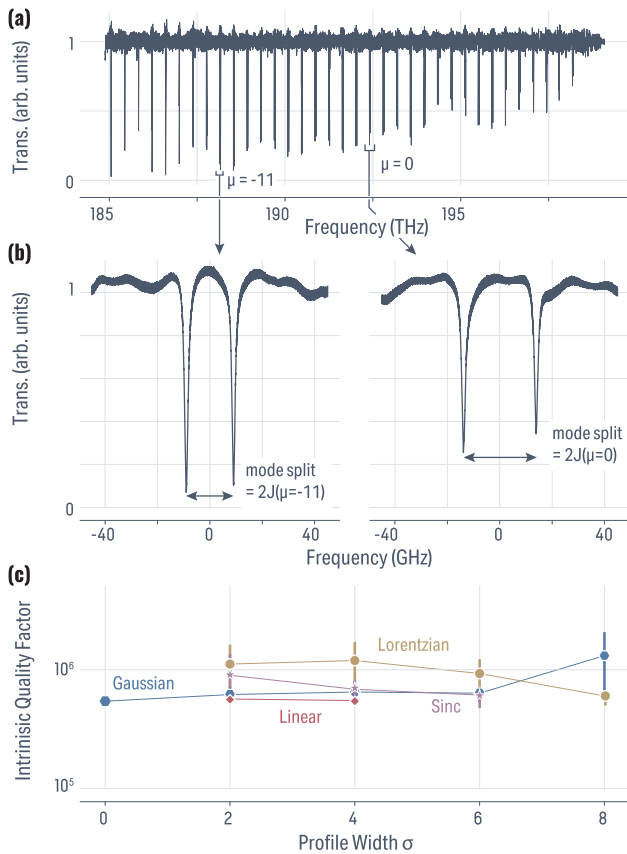 (a)
Trans. (arb. units)
1
0
μ = -11
μ = 0
185
190
195
Frequency (THz)
(b)
Trans. (arb. units)
1
0
mode split
= 2J(μ=-11)
mode split
= 2J(μ=0)
-40
0
40
-40
0
40
Frequency (GHz)
(c)
Intrinisic Quality Factor
10⁶
10⁵
Gaussian
Lorentzian
Linear
Sinc
0
2
4
6
8
Profile Width σ